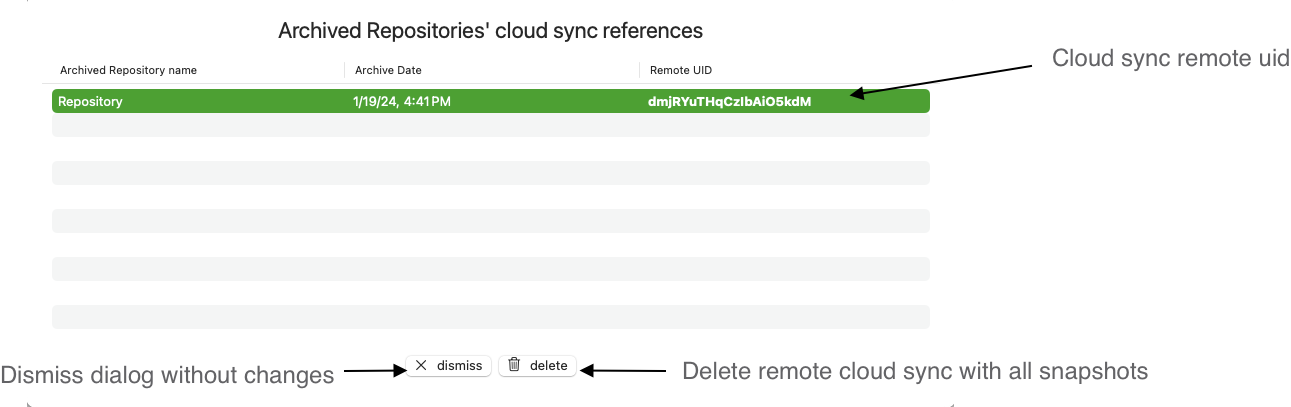 Archived Repositories' cloud sync references
Cloud sync remote uid
Archived Repository name Archive Date Remote UID
Repository 1/19/24, 4:41 PM dmjRYuTHqCzIbAiO5kdM
Dismiss dialog without changes
dismiss delete
Delete remote cloud sync with all snapshots